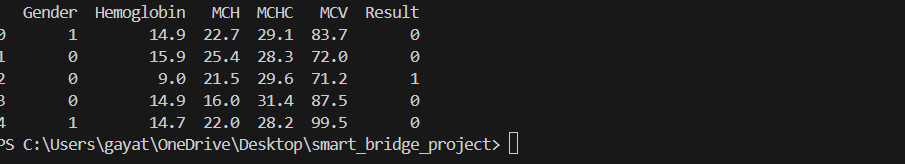 Gender Hemoglobin MCH MCHC MCV Result
0 1 14.9 22.7 29.1 83.7 0
1 0 15.9 25.4 28.3 72.0 0
2 0 9.0 21.5 29.6 71.2 1
3 0 14.9 16.0 31.4 87.5 0
4 1 14.7 22.0 28.2 99.5 0
PS C:\Users\gayat\OneDrive\Desktop\smart_bridge_project>